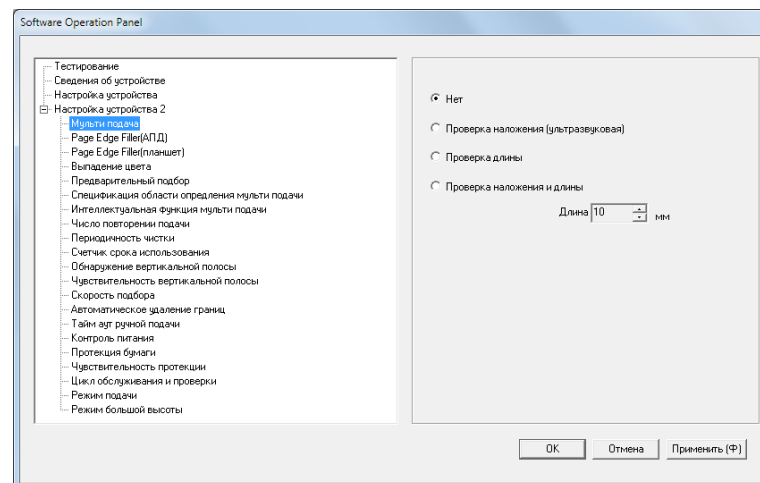 Software Operation Panel
Тестирование
Сведения об устройстве
Настройка устройства
Настройка устройства 2
Мульти подача
Page Edge Filler(АПД)
Page Edge Filler(планшет)
Выпадение цвета
Предварительный подбор
Спецификация области опредления мульти подачи
Интеллектуальная функция мульти подачи
Число повторении подачи
Периодичность чистки
Счетчик срока использования
Обнаружение вертикальной полосы
Чувствительность вертикальной полосы
Скорость подбора
Автоматическое удаление границ
Тайм аут ручной подачи
Контроль питания
Протекция бумаги
Чувствительность протекции
Цикл обслуживания и проверки
Режим подачи
Режим большой высоты
Нет
Проверка наложения (ультразвуковая)
Проверка длины
Проверка наложения и длины
Длина 10 мм
OK Отмена Применить (Ф)